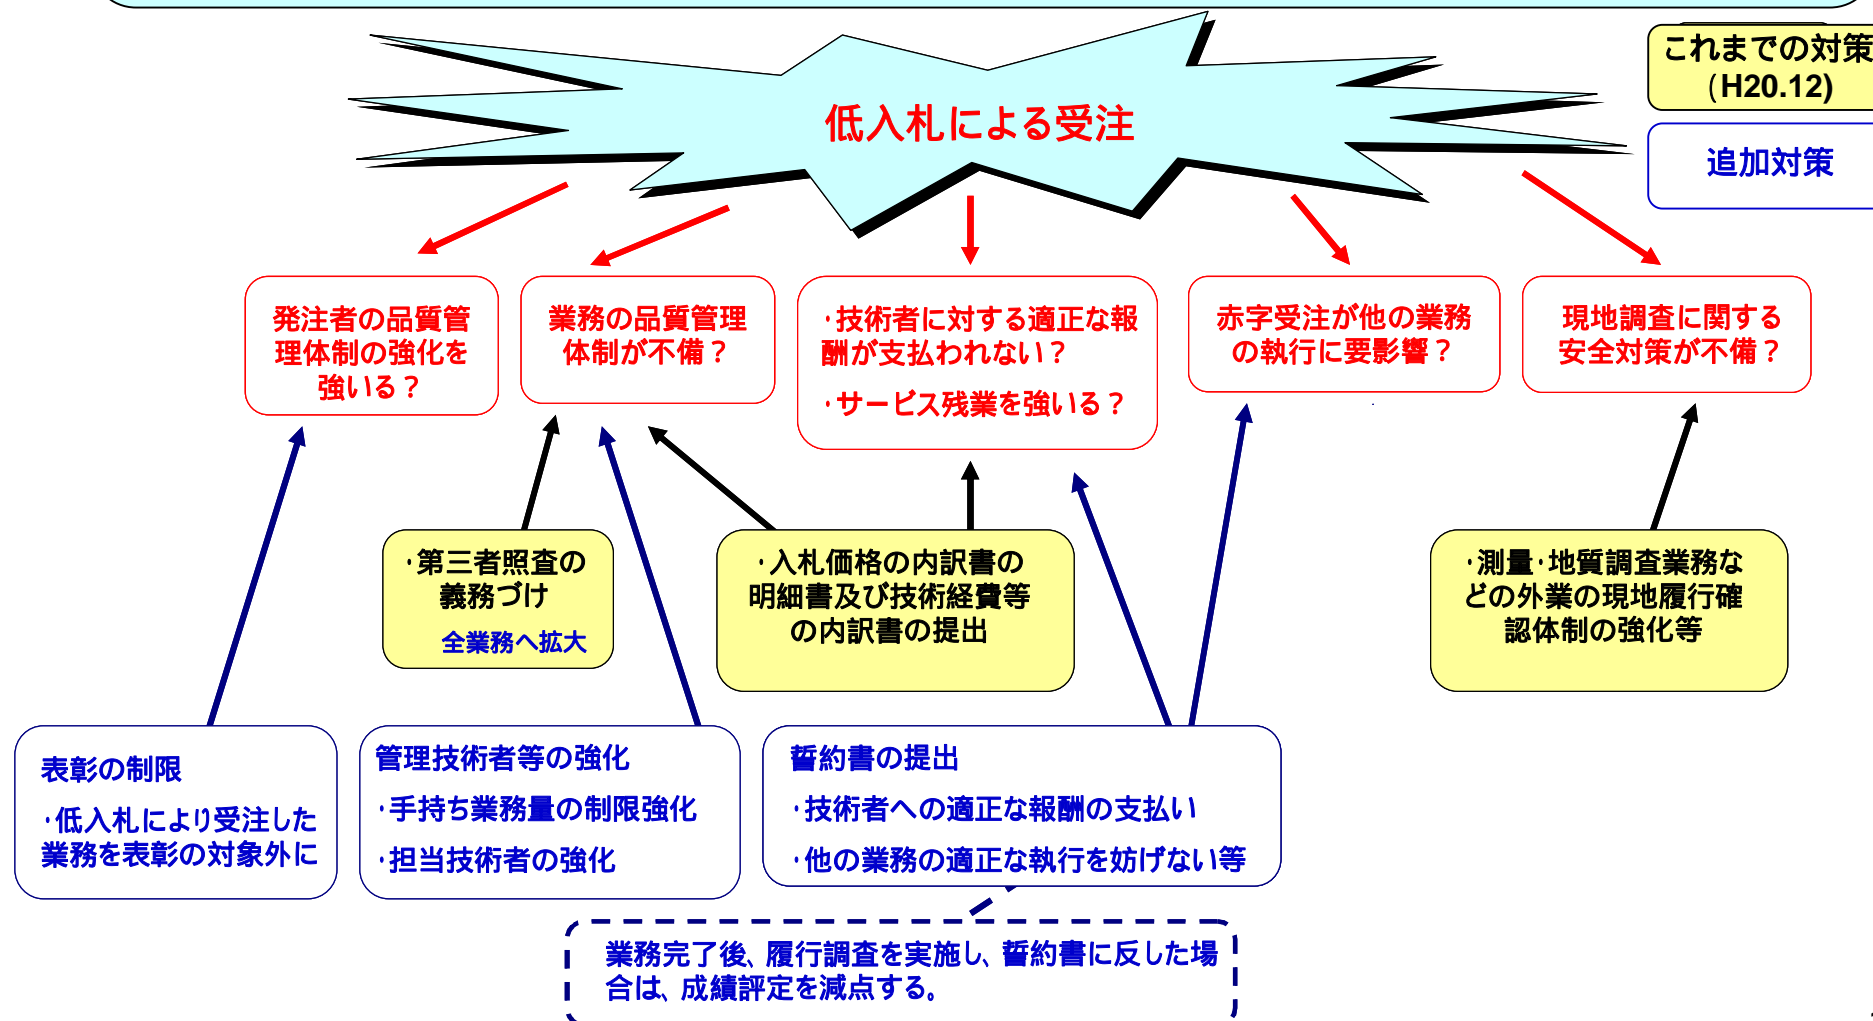 これまでの対策
(H20.12)
追加対策
低入札による受注
発注者の品質管
理体制の強化を
強いる？
業務の品質管理
体制が不備？
･技術者に対する適正な報
酬が支払われない？
･サービス残業を強いる？
赤字受注が他の業務
の執行に要影響？
現地調査に関する
安全対策が不備？
･第三者照査の
義務づけ
全業務へ拡大
･入札価格の内訳書の
明細書及び技術経費等
の内訳書の提出
･測量･地質調査業務な
どの外業の現地履行確
認体制の強化等
表彰の制限
･低入札により受注した
業務を表彰の対象外に
管理技術者等の強化
･手持ち業務量の制限強化
･担当技術者の強化
誓約書の提出
･技術者への適正な報酬の支払い
･他の業務の適正な執行を妨げない等
業務完了後、履行調査を実施し、誓約書に反した場
合は、成績評定を減点する。